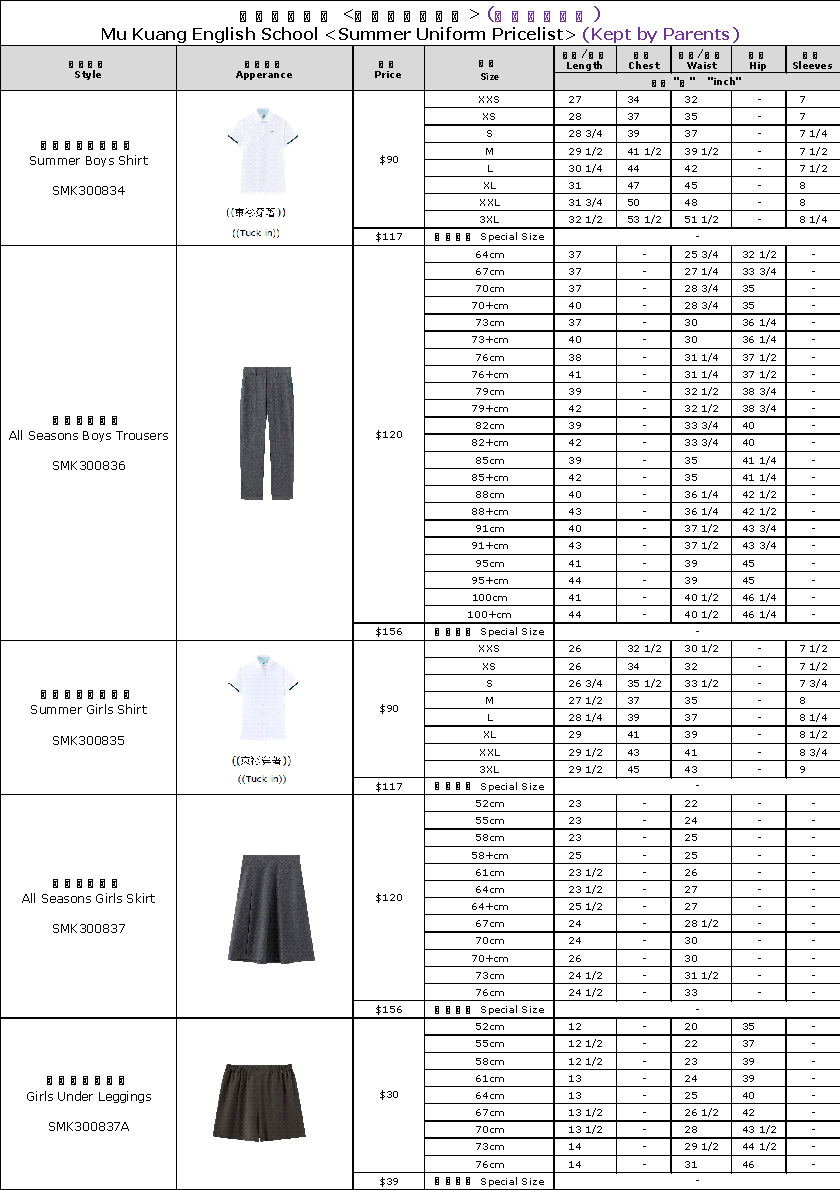 Mu Kuang English School <Summer Uniform Pricelist> (Kept by Parents)
Style Apperance Price Size Length Chest Waist Hip Sleeves
"inch"
Summer Boys Shirt
SMK300834
((Tuck in))
$90
XXS 27 34 32 - 7
XS 28 37 35 - 7
S 28 3/4 39 37 - 7 1/4
M 29 1/2 41 1/2 39 1/2 - 7 1/2
L 30 1/4 44 42 - 7 1/2
XL 31 47 45 - 8
XXL 31 3/4 50 48 - 8
3XL 32 1/2 53 1/2 51 1/2 - 8 1/4
$117 Special Size -
All Seasons Boys Trousers
SMK300836
$120
64cm 37 - 25 3/4 32 1/2 -
67cm 37 - 27 1/4 33 3/4 -
70cm 37 - 28 3/4 35 -
70+cm 40 - 28 3/4 35 -
73cm 37 - 30 36 1/4 -
73+cm 40 - 30 36 1/4 -
76cm 38 - 31 1/4 37 1/2 -
76+cm 41 - 31 1/4 37 1/2 -
79cm 39 - 32 1/2 38 3/4 -
79+cm 42 - 32 1/2 38 3/4 -
82cm 39 - 33 3/4 40 -
82+cm 42 - 33 3/4 40 -
85cm 39 - 35 41 1/4 -
85+cm 42 - 35 41 1/4 -
88cm 40 - 36 1/4 42 1/2 -
88+cm 43 - 36 1/4 42 1/2 -
91cm 40 - 37 1/2 43 3/4 -
91+cm 43 - 37 1/2 43 3/4 -
95cm 41 - 39 45 -
95+cm 44 - 39 45 -
100cm 41 - 40 1/2 46 1/4 -
100+cm 44 - 40 1/2 46 1/4 -
$156 Special Size -
Summer Girls Shirt
SMK300835
((Tuck in))
$90
XXS 26 32 1/2 30 1/2 - 7 1/2
XS 26 34 32 - 7 1/2
S 26 3/4 35 1/2 33 1/2 - 7 3/4
M 27 1/2 37 35 - 8
L 28 1/4 39 37 - 8 1/4
XL 29 41 39 - 8 1/2
XXL 29 1/2 43 41 - 8 3/4
3XL 29 1/2 45 43 - 9
$117 Special Size -
All Seasons Girls Skirt
SMK300837
$120
52cm 23 - 22 - -
55cm 23 - 24 - -
58cm 23 - 25 - -
58+cm 25 - 25 - -
61cm 23 1/2 - 26 - -
64cm 23 1/2 - 27 - -
64+cm 25 1/2 - 27 - -
67cm 24 - 28 1/2 - -
70cm 24 - 30 - -
70+cm 26 - 30 - -
73cm 24 1/2 - 31 1/2 - -
76cm 24 1/2 - 33 - -
$156 Special Size -
Girls Under Leggings
SMK300837A
$30
52cm 12 - 20 35 -
55cm 12 1/2 - 22 37 -
58cm 12 1/2 - 23 39 -
61cm 13 - 24 39 -
64cm 13 - 25 40 -
67cm 13 1/2 - 26 1/2 42 -
70cm 13 1/2 - 28 43 1/2 -
73cm 14 - 29 1/2 44 1/2 -
76cm 14 - 31 46 -
$39 Special Size -